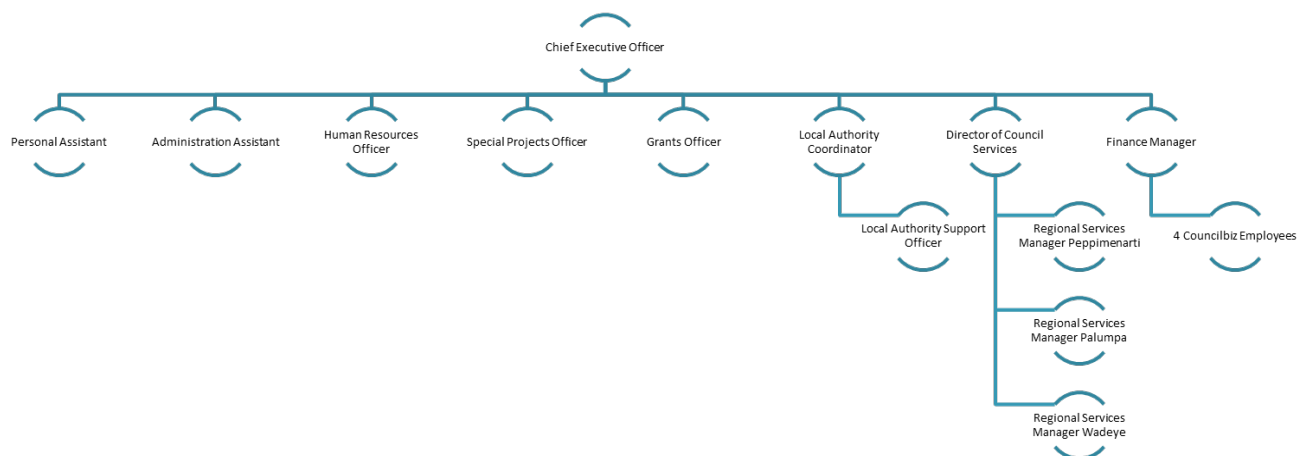 Chief Executive Officer
Personal Assistant
Administration Assistant
Human Resources
Officer
Special Projects Officer
Grants Officer
Local Authority
Coordinator
Director of Council
Services
Finance Manager
Local Authority Support
Officer
Regional Services
Manager Peppimenarti
4 Councilbiz Employees
Regional Services
Manager Palumpa
Regional Services
Manager Wadeye